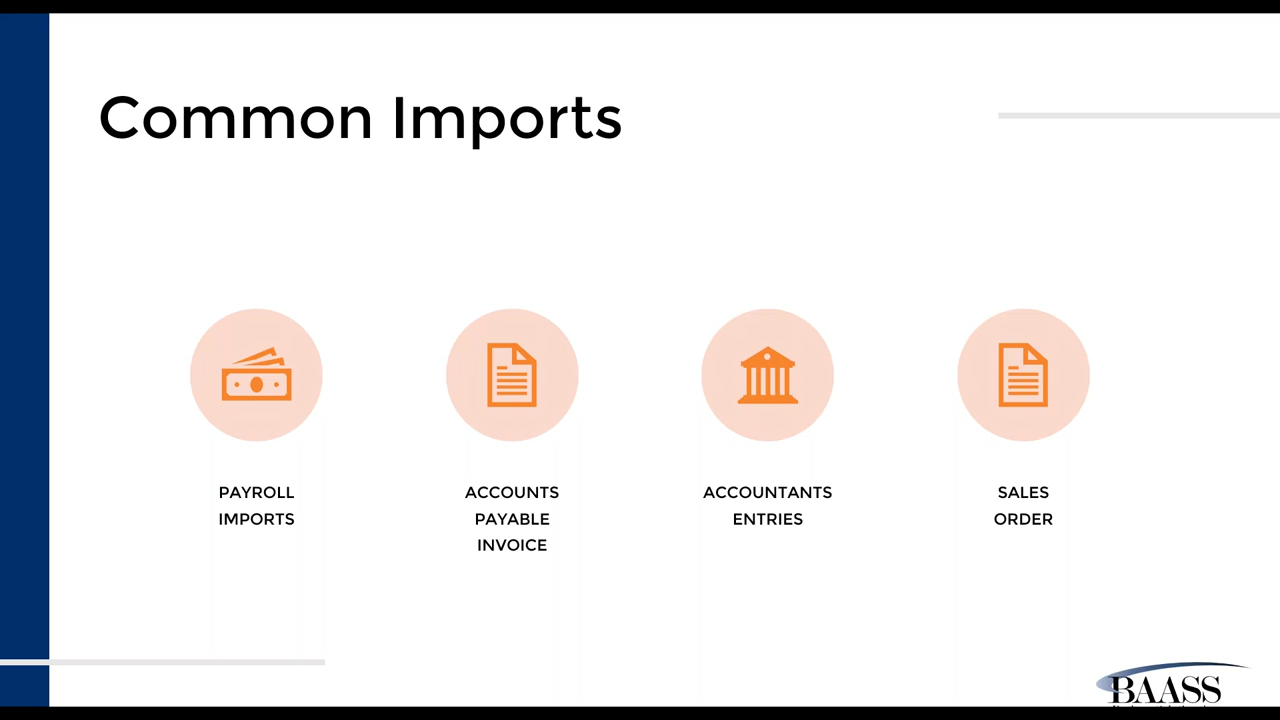 Common Imports
PAYROLL
IMPORTS
ACCOUNTS
PAYABLE
INVOICE
ACCOUNTANTS
ENTRIES
SALES
ORDER
BAASS